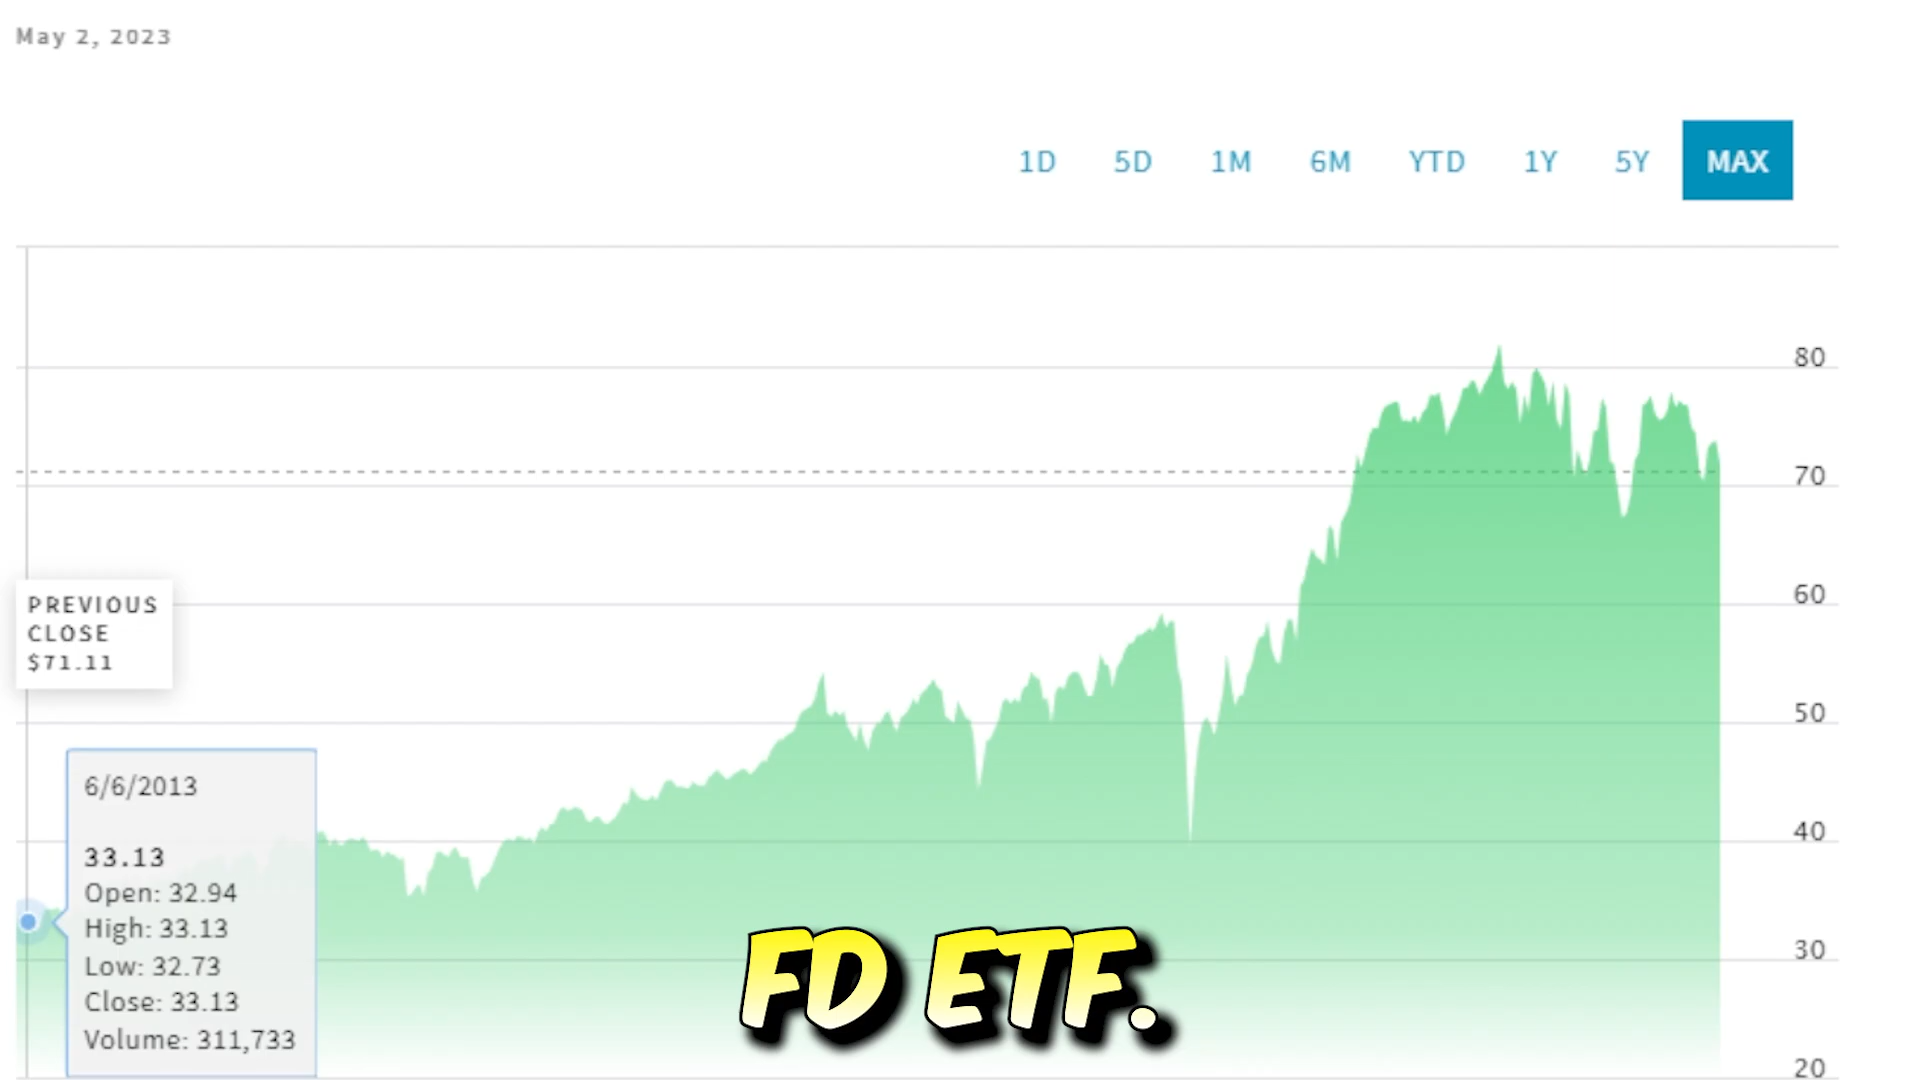 May 2, 2023
1D 5D 1M 6M YTD 1Y 5Y MAX
80
70
60
PREVIOUS
CLOSE
$71.11
50
6/6/2013
40
33.13
Open: 32.94
High: 33.13
30
Low: 32.73
Close: 33.13
Volume: 311,733
FD ETF.
20